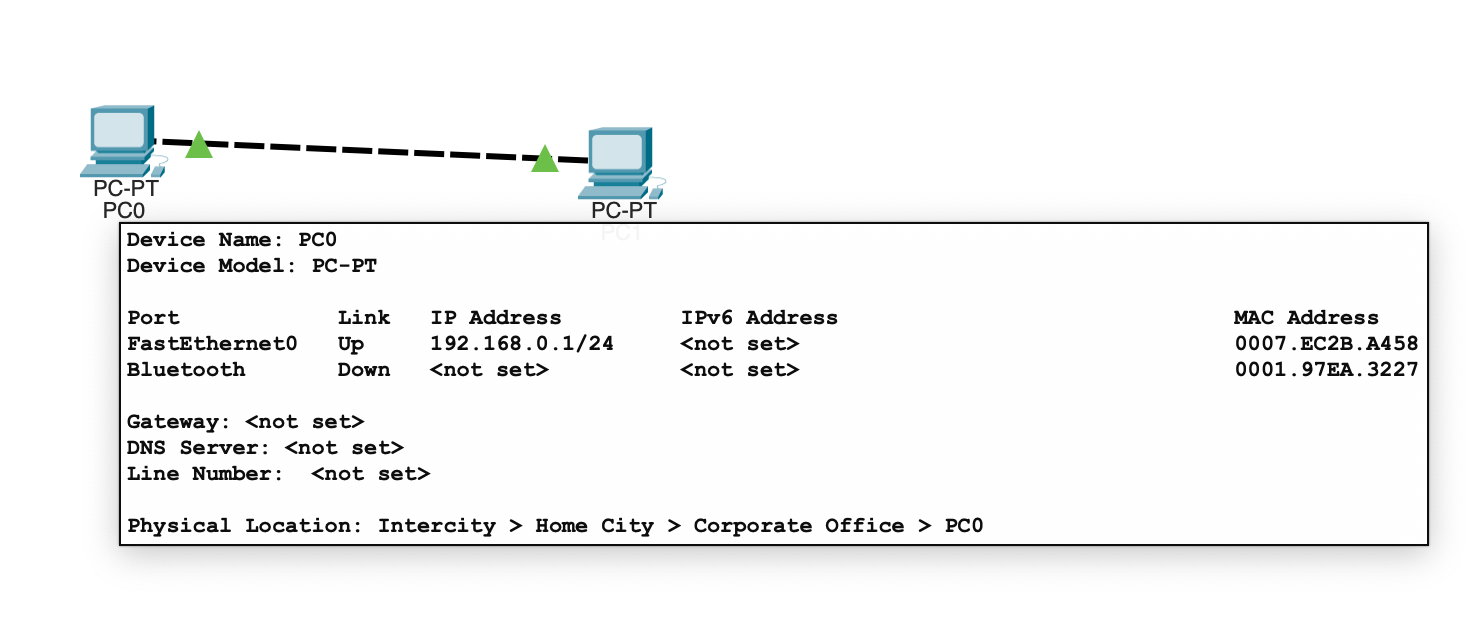 PC-PT
PC0
PC-PT
PC1
Device Name: PC0
Device Model: PC-PT
Port Link IP Address IPv6 Address MAC Address
FastEthernet0 Up 192.168.0.1/24 <not set> 0007.EC2B.A458
Bluetooth Down <not set> <not set> 0001.97EA.3227
Gateway: <not set>
DNS Server: <not set>
Line Number: <not set>
Physical Location: Intercity > Home City > Corporate Office > PC0